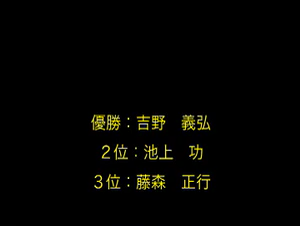 優勝：吉野　義弘
２位：池上　功
３位：藤森　正行